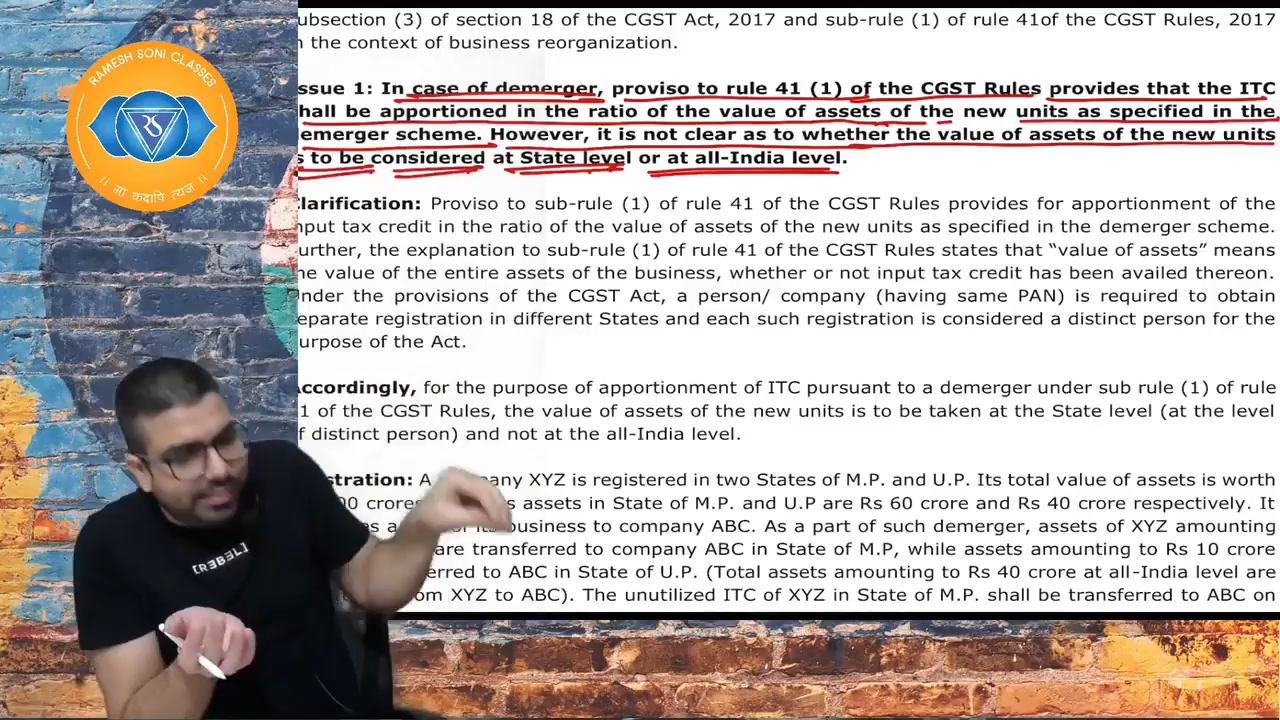 RAMESH SONI CLASSES
।। मा कदापि त्यज ।।
ubsection (3) of section 18 of the CGST Act, 2017 and sub-rule (1) of rule 41of the CGST Rules, 2017
n the context of business reorganization.
ssue 1: In case of demerger, proviso to rule 41 (1) of the CGST Rules provides that the ITC
hall be apportioned in the ratio of the value of assets of the new units as specified in the
emerger scheme. However, it is not clear as to whether the value of assets of the new units
s to be considered at State level or at all-India level.
larification: Proviso to sub-rule (1) of rule 41 of the CGST Rules provides for apportionment of the
nput tax credit in the ratio of the value of assets of the new units as specified in the demerger scheme.
urther, the explanation to sub-rule (1) of rule 41 of the CGST Rules states that “value of assets” means
he value of the entire assets of the business, whether or not input tax credit has been availed thereon.
nder the provisions of the CGST Act, a person/ company (having same PAN) is required to obtain
eparate registration in different States and each such registration is considered a distinct person for the
urpose of the Act.
Accordingly, for the purpose of apportionment of ITC pursuant to a demerger under sub rule (1) of rule
1 of the CGST Rules, the value of assets of the new units is to be taken at the State level (at the level
f distinct person) and not at the all-India level.
stration: A any XYZ is registered in two States of M.P. and U.P. Its total value of assets is worth
00 crores s assets in State of M.P. and U.P are Rs 60 crore and Rs 40 crore respectively. It
business to company ABC. As a part of such demerger, assets of XYZ amounting
are transferred to company ABC in State of M.P, while assets amounting to Rs 10 crore
erred to ABC in State of U.P. (Total assets amounting to Rs 40 crore at all-India level are
om XYZ to ABC). The unutilized ITC of XYZ in State of M.P. shall be transferred to ABC on
[R3B3L]